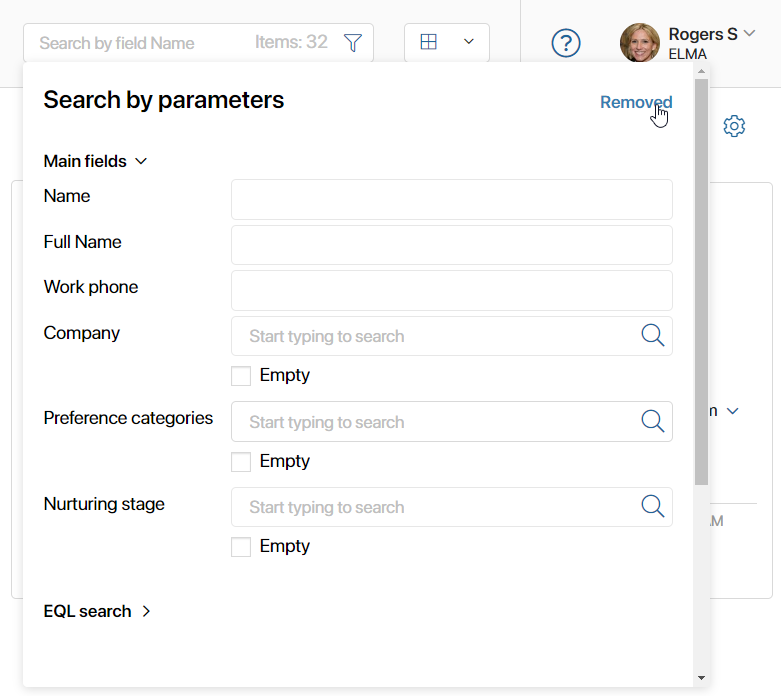 Search by field Name Items: 32
? Rogers S
ELMA
Search by parameters Removed
Main fields
Name
Full Name
Work phone
Company Start typing to search
Empty
Preference categories Start typing to search
Empty
Nurturing stage Start typing to search
Empty
EQL search